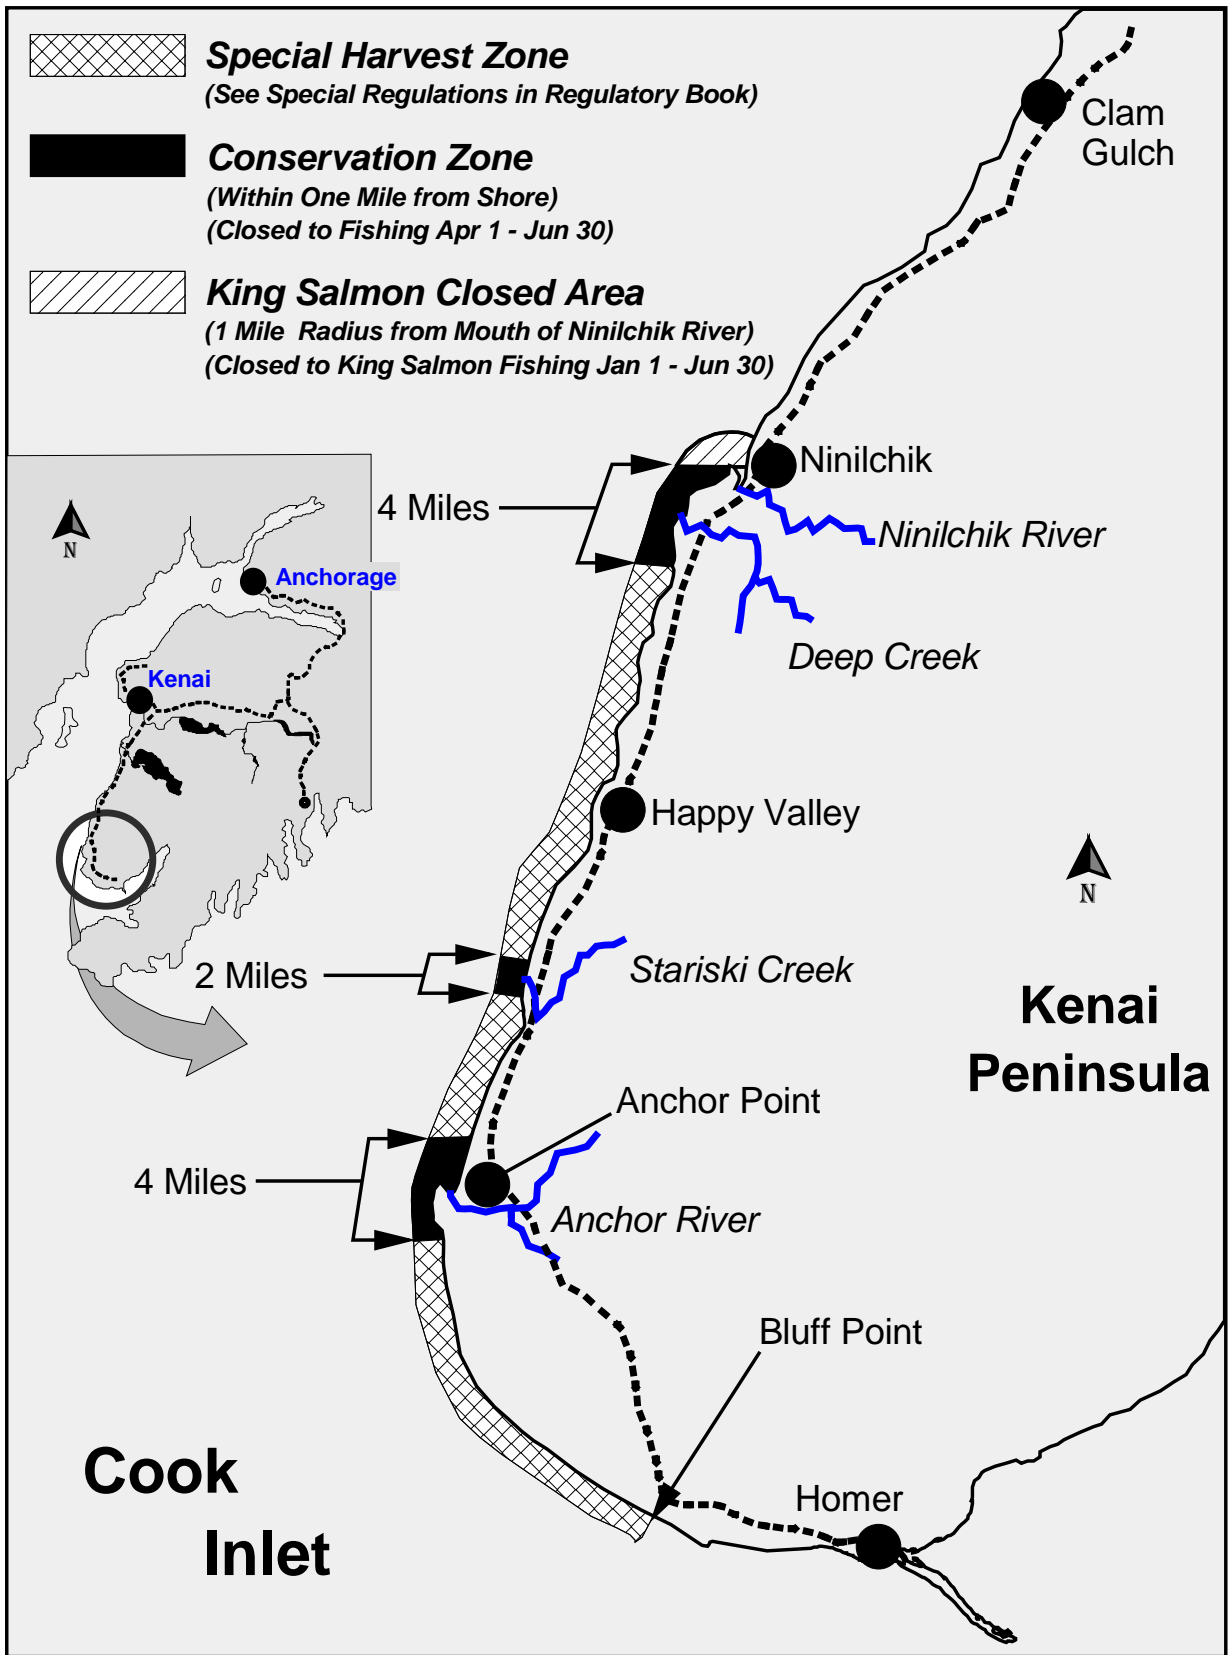 Special Harvest Zone
(See Special Regulations in Regulatory Book)
Conservation Zone
(Within One Mile from Shore)
(Closed to Fishing Apr 1 - Jun 30)
King Salmon Closed Area
(1 Mile Radius from Mouth of Ninilchik River)
(Closed to King Salmon Fishing Jan 1 - Jun 30)
Clam
Gulch
Ninilchik
4 Miles
Ninilchik River
N
Anchorage
Deep Creek
Kenai
Happy Valley
N
2 Miles
Stariski Creek
Kenai
Peninsula
Anchor Point
4 Miles
Anchor River
Bluff Point
Cook
Inlet
Homer